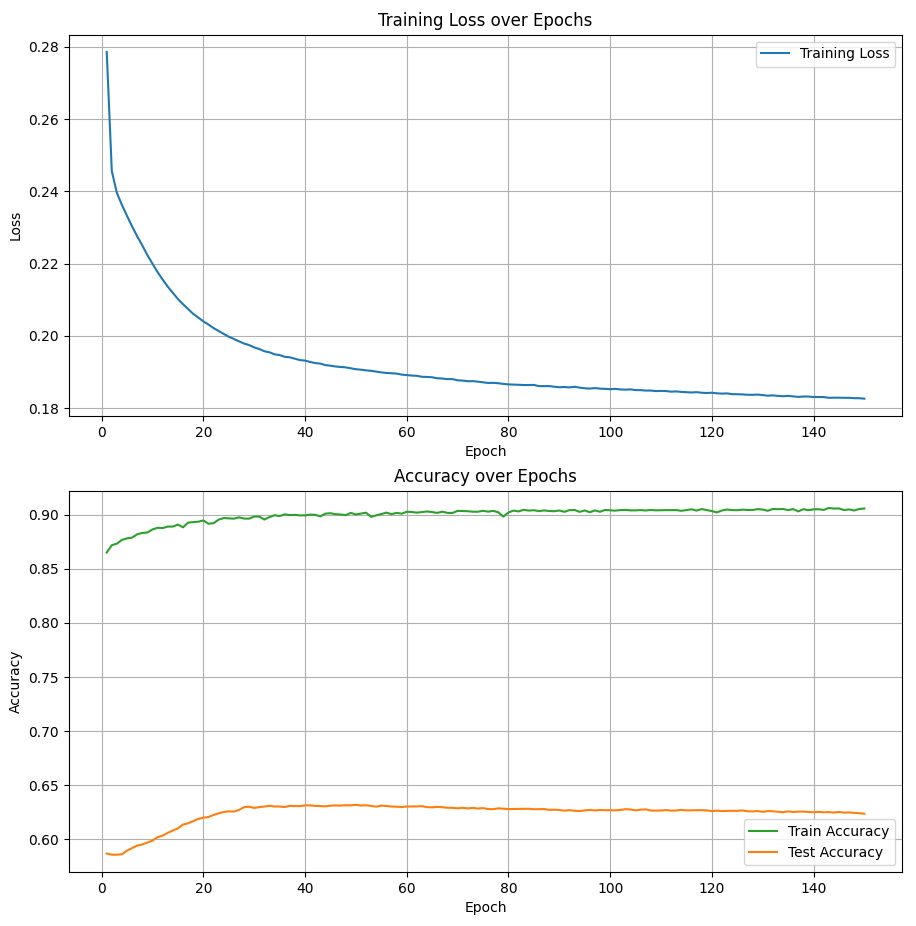 Training Loss over Epochs
0.28
0.26
0.24
0.22
0.20
0.18
Loss
Training Loss
0 20 40 60 80 100 120 140
Epoch
Accuracy over Epochs
0.90
0.85
0.80
0.75
0.70
0.65
0.60
Accuracy
Train Accuracy
Test Accuracy
0 20 40 60 80 100 120 140
Epoch